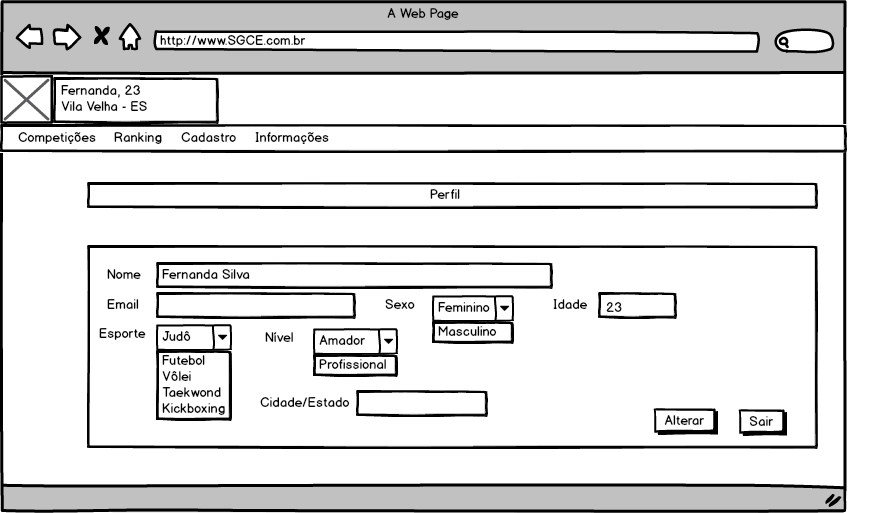 A Web Page
http://www.SGCE.com.br
Fernanda, 23
Vila Velha - ES
Competições Ranking Cadastro Informações
Perfil
Nome Fernanda Silva
Email Sexo Feminino Idade 23
Masculino
Esporte Judô Nível Amador
Futebol Profissional
Vôlei
Taekwond
Kickboxing
Cidade/Estado
Alterar Sair